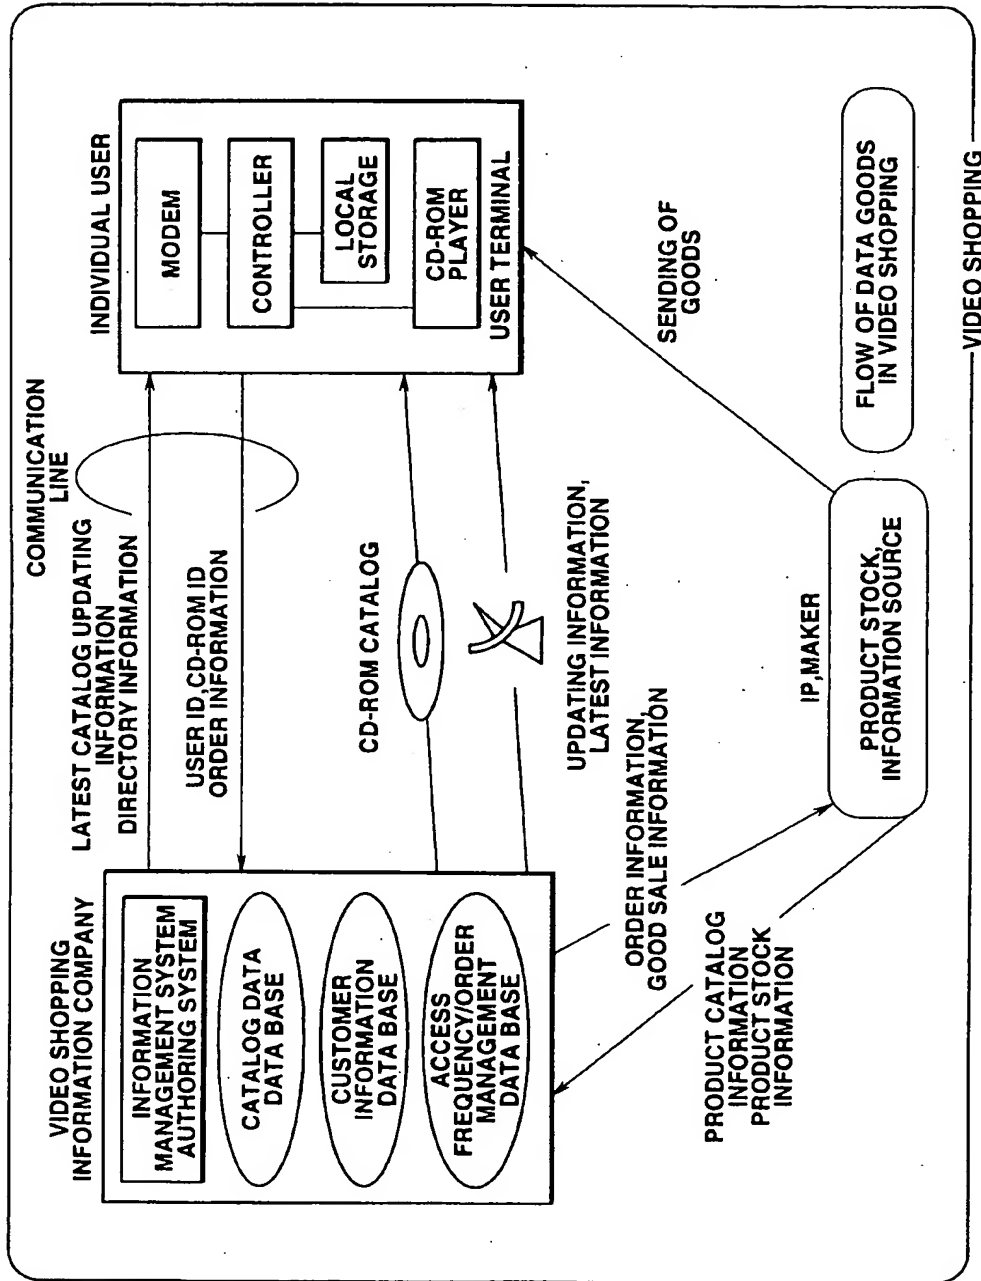 VIDEO SHOPPING
INFORMATION COMPANY
INFORMATION
MANAGEMENT SYSTEM
AUTHORING SYSTEM
CATALOG DATA
DATA BASE
CUSTOMER
INFORMATION
DATA BASE
ACCESS
FREQUENCY/ORDER
MANAGEMENT
DATA BASE
COMMUNICATION
LINE
LATEST CATALOG UPDATING
INFORMATION
DIRECTORY INFORMATION
USER ID,CD-ROM ID
ORDER INFORMATION
CD-ROM CATALOG
UPDATING INFORMATION,
LATEST INFORMATION
INDIVIDUAL USER
MODEM
CONTROLLER
LOCAL
STORAGE
CD-ROM
PLAYER
USER TERMINAL
ORDER INFORMATION,
GOOD SALE INFORMATION
PRODUCT CATALOG
INFORMATION
PRODUCT STOCK
INFORMATION
IP,MAKER
PRODUCT STOCK,
INFORMATION SOURCE
SENDING OF
GOODS
FLOW OF DATA GOODS
IN VIDEO SHOPPING
VIDEO SHOPPING